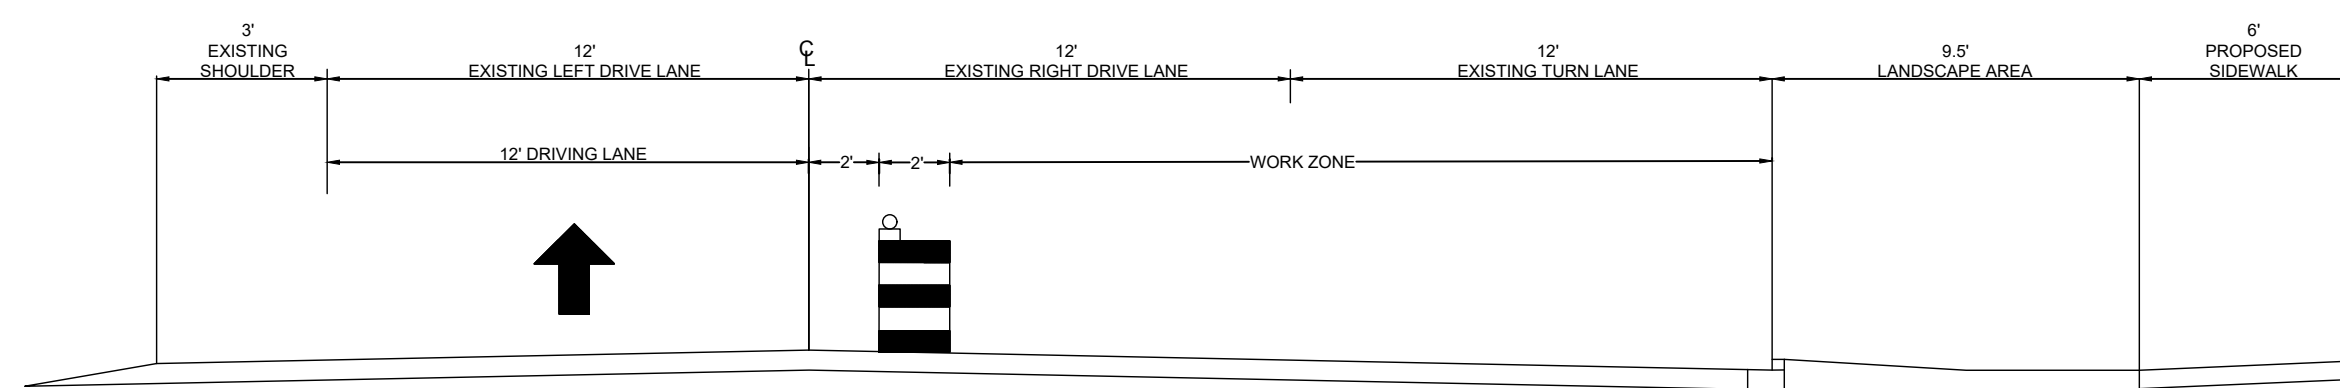 3'
EXISTING
SHOULDER
12'
EXISTING LEFT DRIVE LANE
CL
12'
EXISTING RIGHT DRIVE LANE
12'
EXISTING TURN LANE
9.5'
LANDSCAPE AREA
6'
PROPOSED
SIDEWALK
12' DRIVING LANE
2'
2'
WORK ZONE